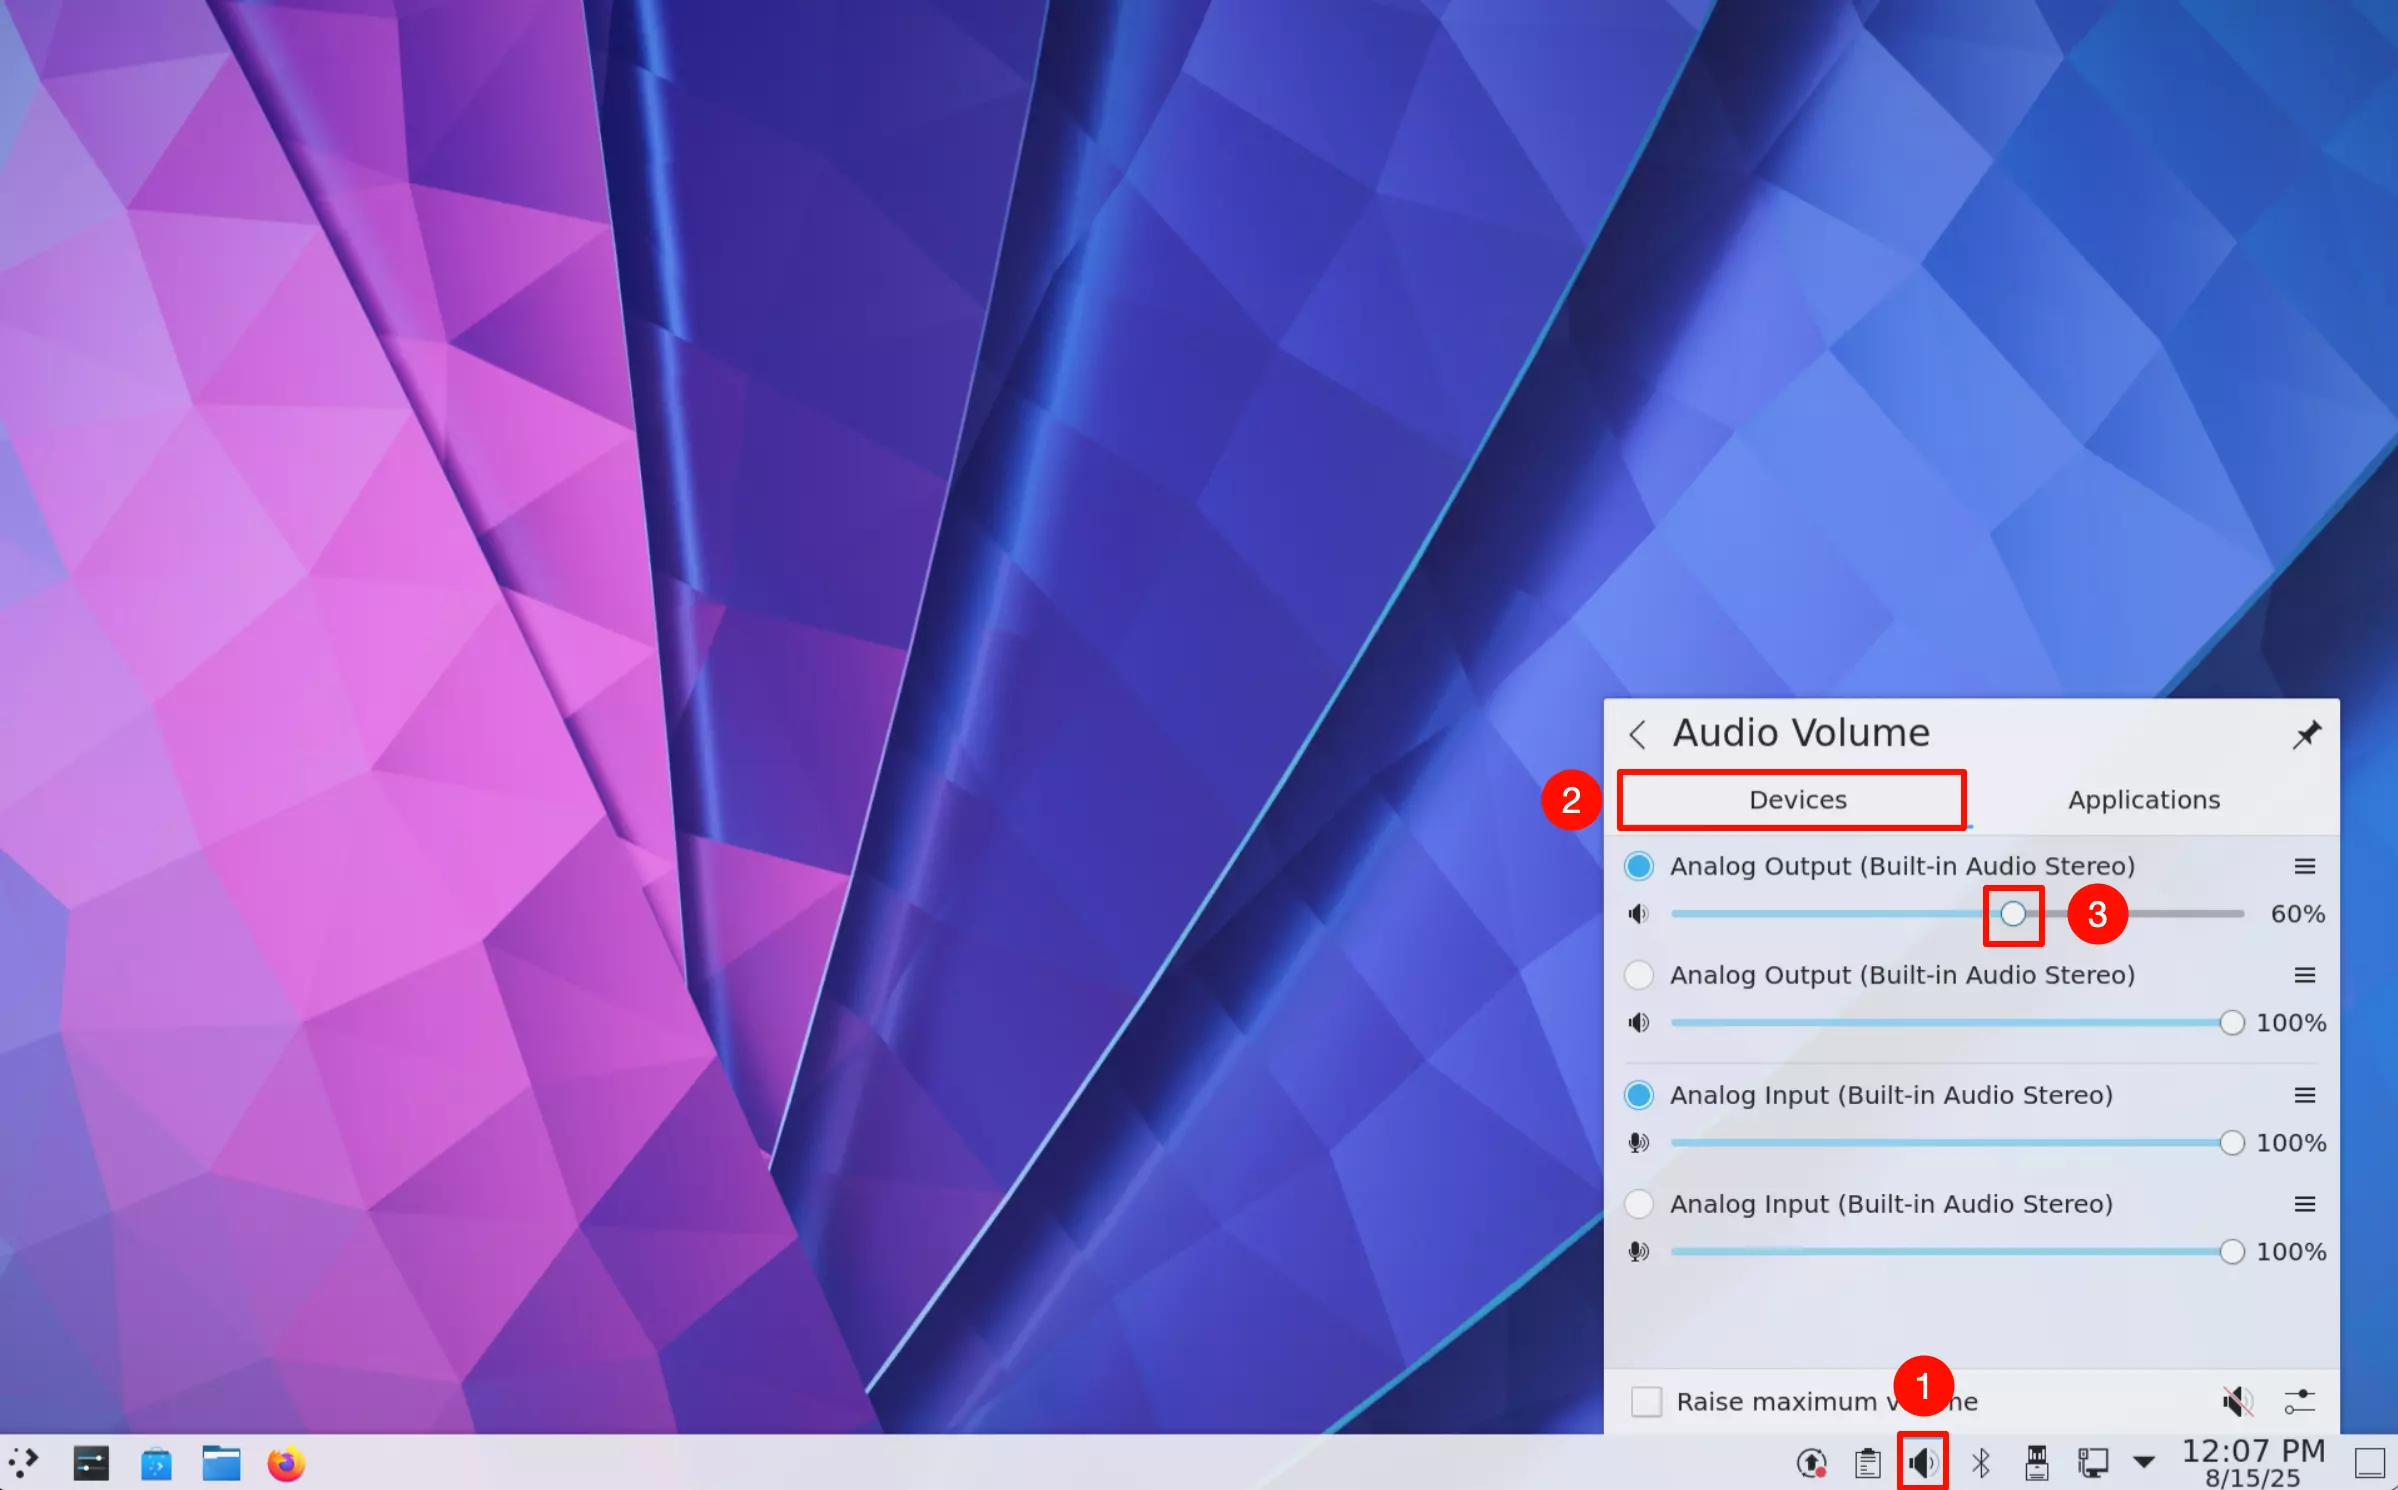 Audio Volume
2
Devices
Applications
Analog Output (Built-in Audio Stereo)
3
60%
Analog Output (Built-in Audio Stereo)
100%
Analog Input (Built-in Audio Stereo)
100%
Analog Input (Built-in Audio Stereo)
100%
1
Raise maximum
12:07 PM
8/15/25